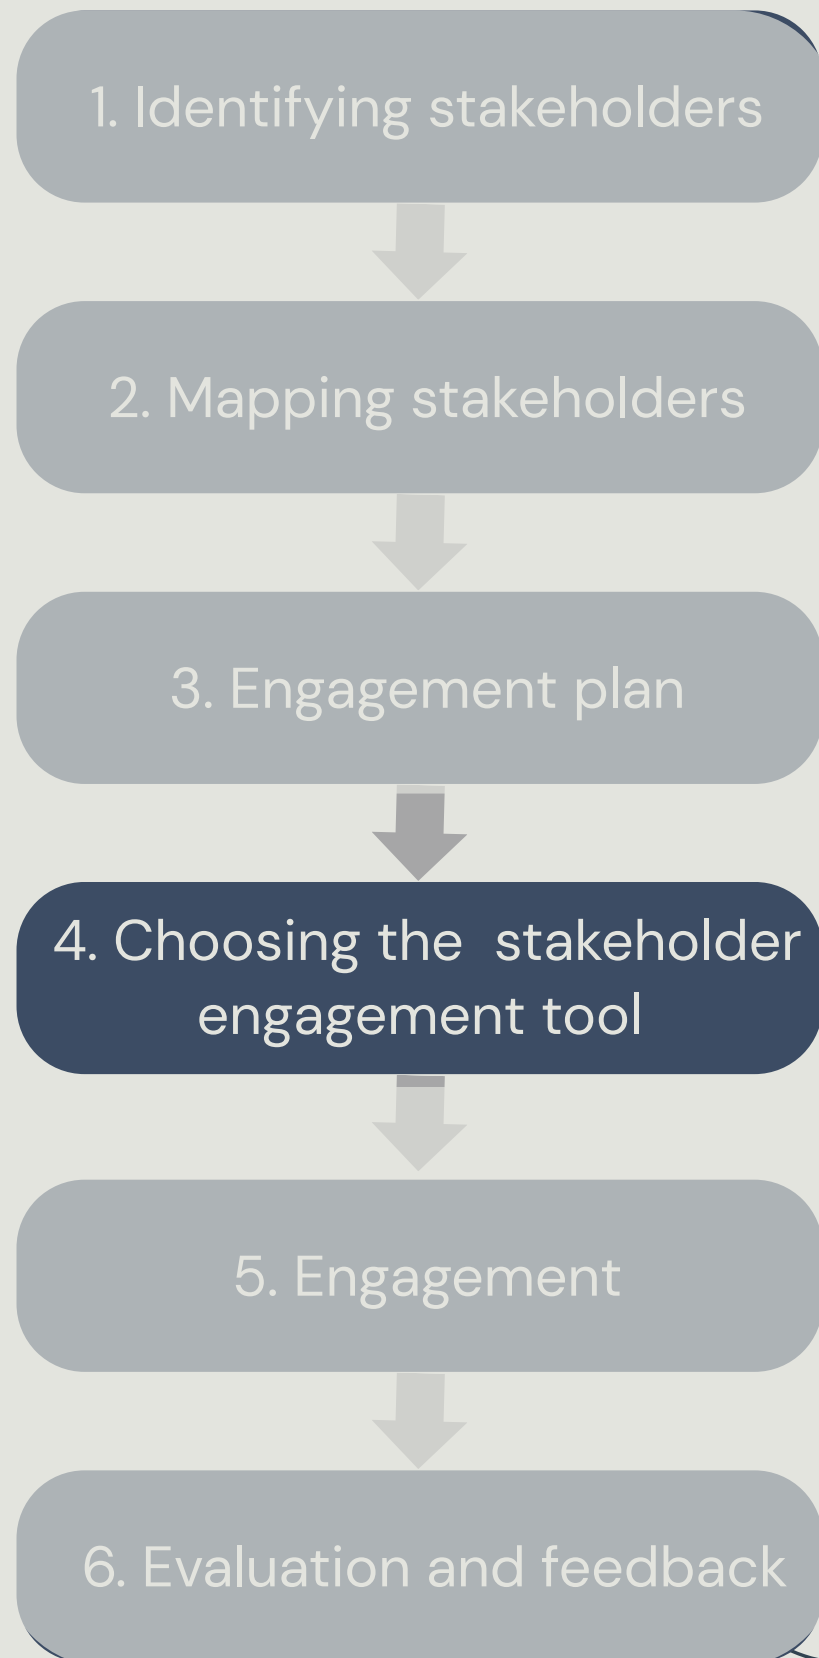 1. Identifying stakeholders
2. Mapping stakeholders
3. Engagement plan
4. Choosing the  stakeholder
engagement tool
5. Engagement
6. Evaluation and feedback